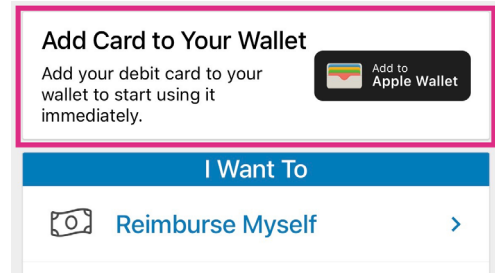 Add Card to Your Wallet
Add your debit card to your
wallet to start using it
immediately.
Add to
Apple Wallet
I Want To
Reimburse Myself